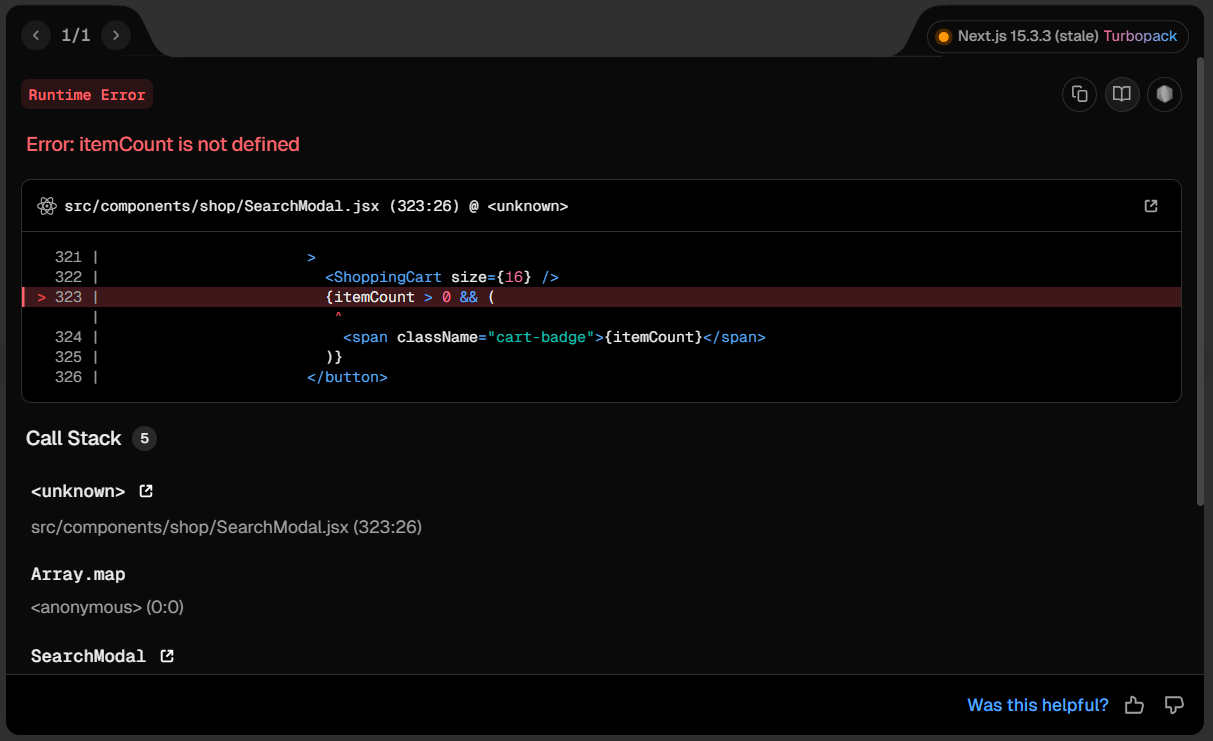 1/1
Next.js 15.3.3 (stale) Turbopack
Runtime Error
Error: itemCount is not defined
src/components/shop/SearchModal.jsx (323:26) @ <unknown>
321 | >
322 | <ShoppingCart size={16} />
> 323 | {itemCount > 0 && (
| ^
324 | <span className="cart-badge">{itemCount}</span>
325 | )}
326 | </button>
Call Stack 5
<unknown>
src/components/shop/SearchModal.jsx (323:26)
Array.map
<anonymous> (0:0)
SearchModal
Was this helpful?